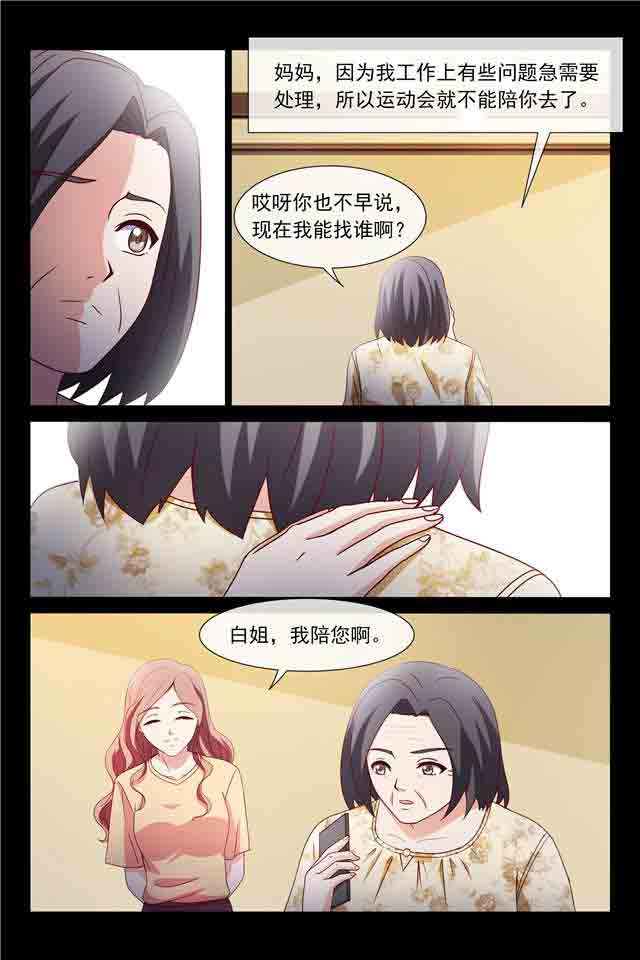 妈妈，因为我工作上有些问题急需要
处理，所以运动会就不能陪你去了。
哎呀你也不早说，
现在我能找谁啊？
白姐，我陪您啊。